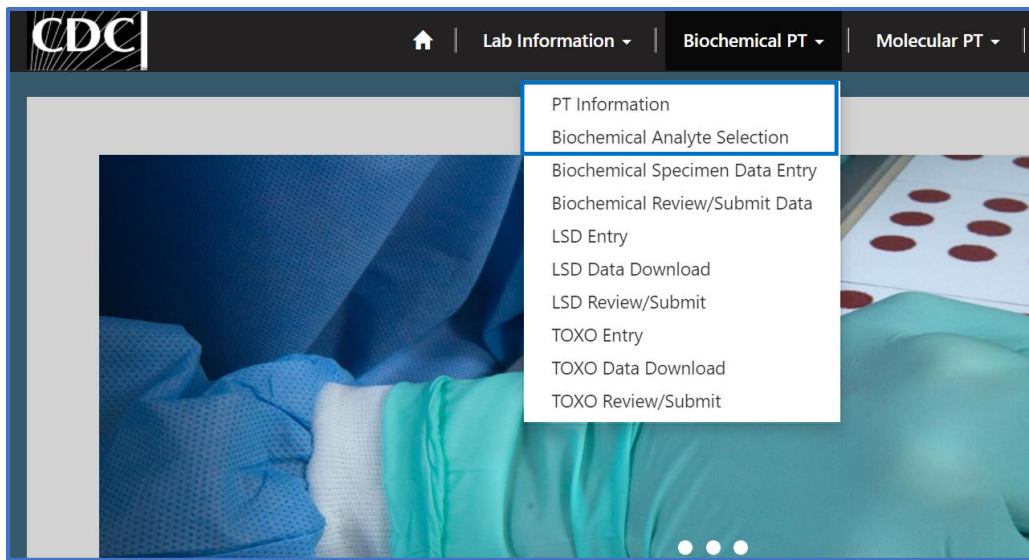 CDC
Lab Information
Biochemical PT
Molecular PT
PT Information
Biochemical Analyte Selection
Biochemical Specimen Data Entry
Biochemical Review/Submit Data
LSD Entry
LSD Data Download
LSD Review/Submit
TOXO Entry
TOXO Data Download
TOXO Review/Submit